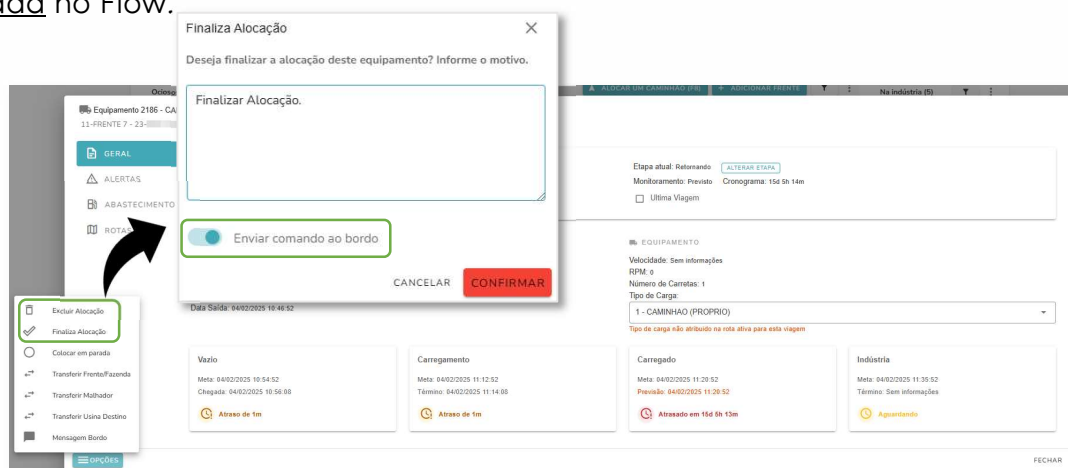 no Flow.
Finaliza Alocação
Deseja finalizar a alocação deste equipamento? Informe o motivo.
Finalizar Alocação.
Enviar comando ao bordo
CANCELAR CONFIRMAR
ALOCAR UM CAMINHÃO (F8) + ADICIONAR FRENTE
Na indústria (5)
Equipamento 2186 - CA
11-FRENTE 7 - 23-
GERAL
ALERTAS
ABASTECIMENTO
ROTAS
Etapa atual: Retornando ALTERAR ETAPA
Monitoramento: Previsto Cronograma: 15d 5h 14m
Ultima Viagem
EQUIPAMENTO
Velocidade: Sem informações
RPM: 0
Número de Carretas: 1
Tipo de Carga:
1 - CAMINHAO (PROPRIO)
Tipo de carga não atribuido na rota ativa para esta viagem
Data Saída: 04/02/2025 10:46:52
Excluir Alocação
Finaliza Alocação
Colocar em parada
Transferir Frente/Fazenda
Transferir Malhador
Transferir Usina Destino
Mensagem Bordo
OPÇÕES
Vazio
Meta: 04/02/2025 10:54:52
Chegada: 04/02/2025 10:56:08
Atraso de 1m
Carregamento
Meta: 04/02/2025 11:12:52
Término: 04/02/2025 11:14:08
Atraso de 1m
Carregado
Meta: 04/02/2025 11:20:52
Previsão: 04/02/2025 11:20:52
Atrasado em 15d 5h 13m
Indústria
Meta: 04/02/2025 11:35:52
Término: Sem informações
Aguardando
FECHAR